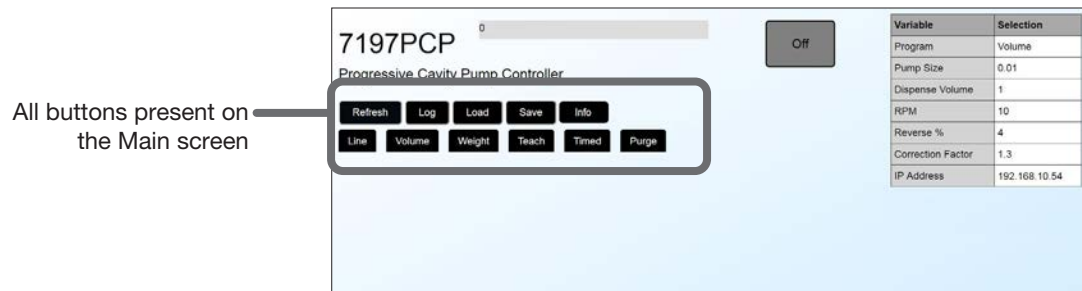 All buttons present on
the Main screen
7197PCP
0
Progressive Cavity Pump Controller
Refresh Log Load Save Info
Line Volume Weight Teach Timed Purge
Off
Variable Selection
Program Volume
Pump Size 0.01
Dispense Volume 1
RPM 10
Reverse % 4
Correction Factor 1.3
IP Address 192.168.10.54